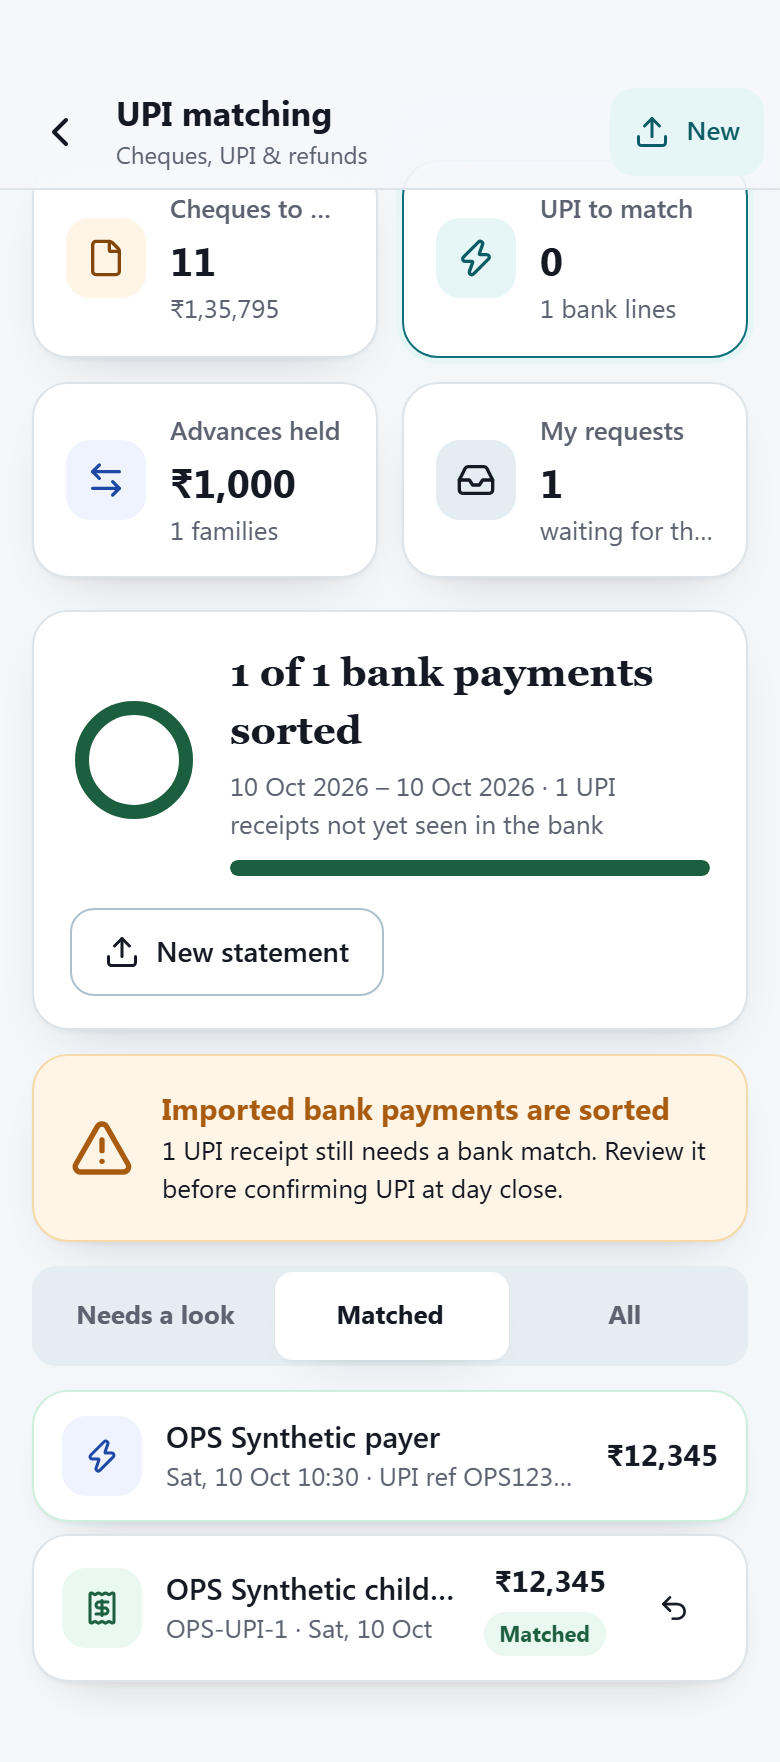 UPI matching
Cheques, UPI & refunds
New
Cheques to ...
11
₹1,35,795
UPI to match
0
1 bank lines
Advances held
₹1,000
1 families
My requests
1
waiting for th...
1 of 1 bank payments
sorted
10 Oct 2026 – 10 Oct 2026 · 1 UPI
receipts not yet seen in the bank
New statement
Imported bank payments are sorted
1 UPI receipt still needs a bank match. Review it
before confirming UPI at day close.
Needs a look
Matched
All
OPS Synthetic payer
₹12,345
Sat, 10 Oct 10:30 · UPI ref OPS123...
OPS Synthetic child...
₹12,345
OPS-UPI-1 · Sat, 10 Oct
Matched